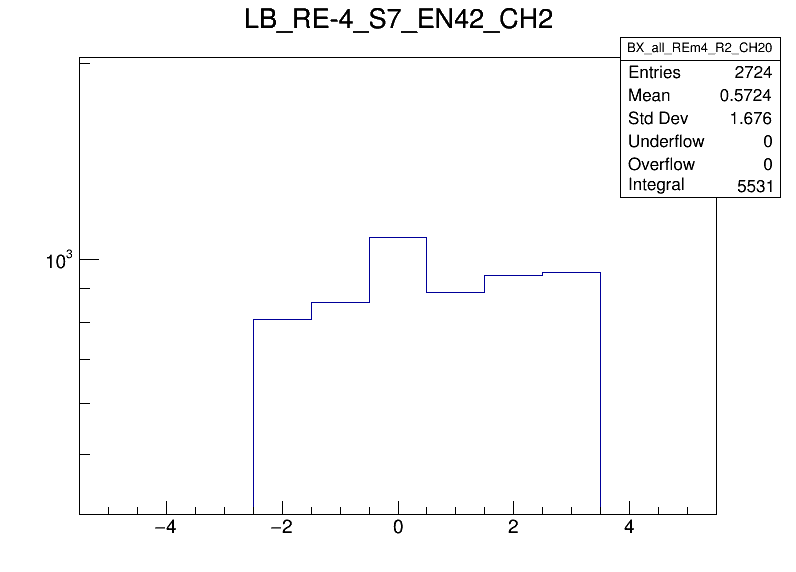 LB_RE-4_S7_EN42_CH2
BX_all_REm4_R2_CH20
Entries 2724
Mean 0.5724
Std Dev 1.676
Underflow 0
Overflow 0
Integral 5531
10³
−4 −2 0 2 4